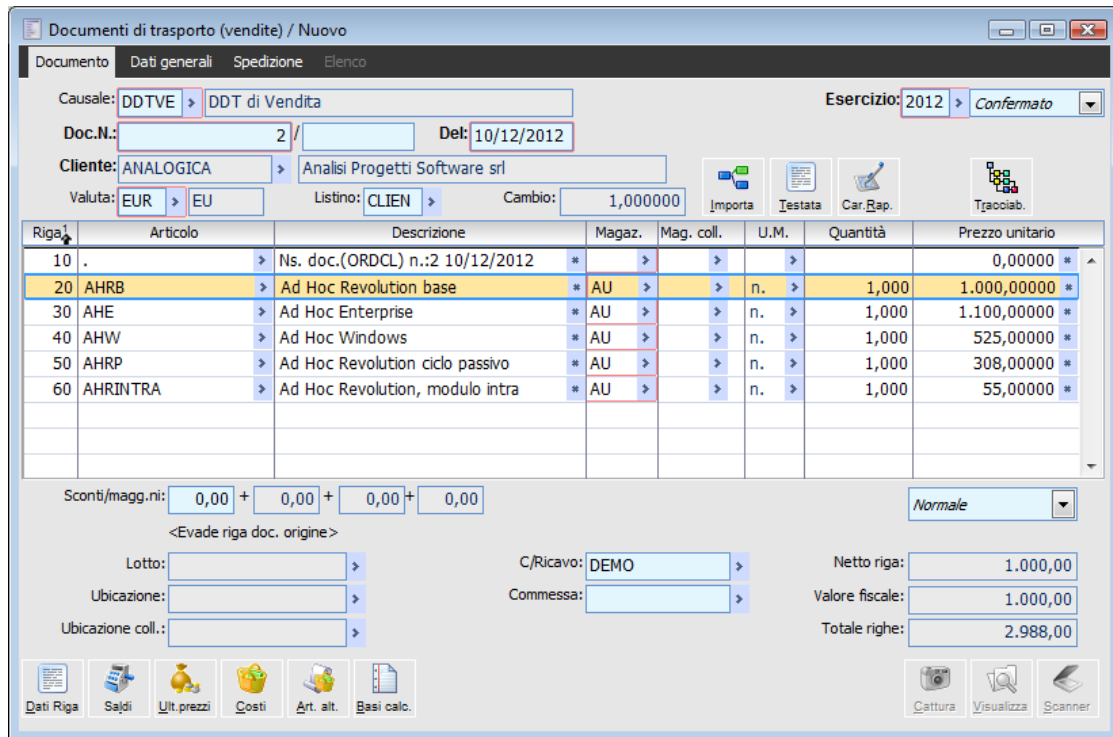 Documenti di trasporto (vendite) / Nuovo
Documento Dati generali Spedizione Elenco
Causale: DDTVE DDT di Vendita Esercizio: 2012 Confermato
Doc.N.: 2 / Del: 10/12/2012
Cliente: ANALOGICA Analisi Progetti Software srl
Valuta: EUR EU Listino: CLIEN Cambio: 1,000000
Importa Testata Car.Rap. Tracciab.
Riga 1 Articolo Descrizione Magaz. Mag. coll. U.M. Quantità Prezzo unitario
10 . Ns. doc.(ORDCL) n.:2 10/12/2012 0,00000
20 AHRB Ad Hoc Revolution base AU n. 1,000 1.000,00000
30 AHE Ad Hoc Enterprise AU n. 1,000 1.100,00000
40 AHW Ad Hoc Windows AU n. 1,000 525,00000
50 AHRP Ad Hoc Revolution ciclo passivo AU n. 1,000 308,00000
60 AHRINTRA Ad Hoc Revolution, modulo intra AU n. 1,000 55,00000
Sconti/magg.ni: 0,00 + 0,00 + 0,00 + 0,00 Normale
<Evade riga doc. origine>
Lotto: C/Ricavo: DEMO Netto riga: 1.000,00
Ubicazione: Commessa: Valore fiscale: 1.000,00
Ubicazione coll.: Totale righe: 2.988,00
Dati Riga Saldi Ult.prezzi Costi Art. alt. Basi calc. Cattura Visualizza Scanner